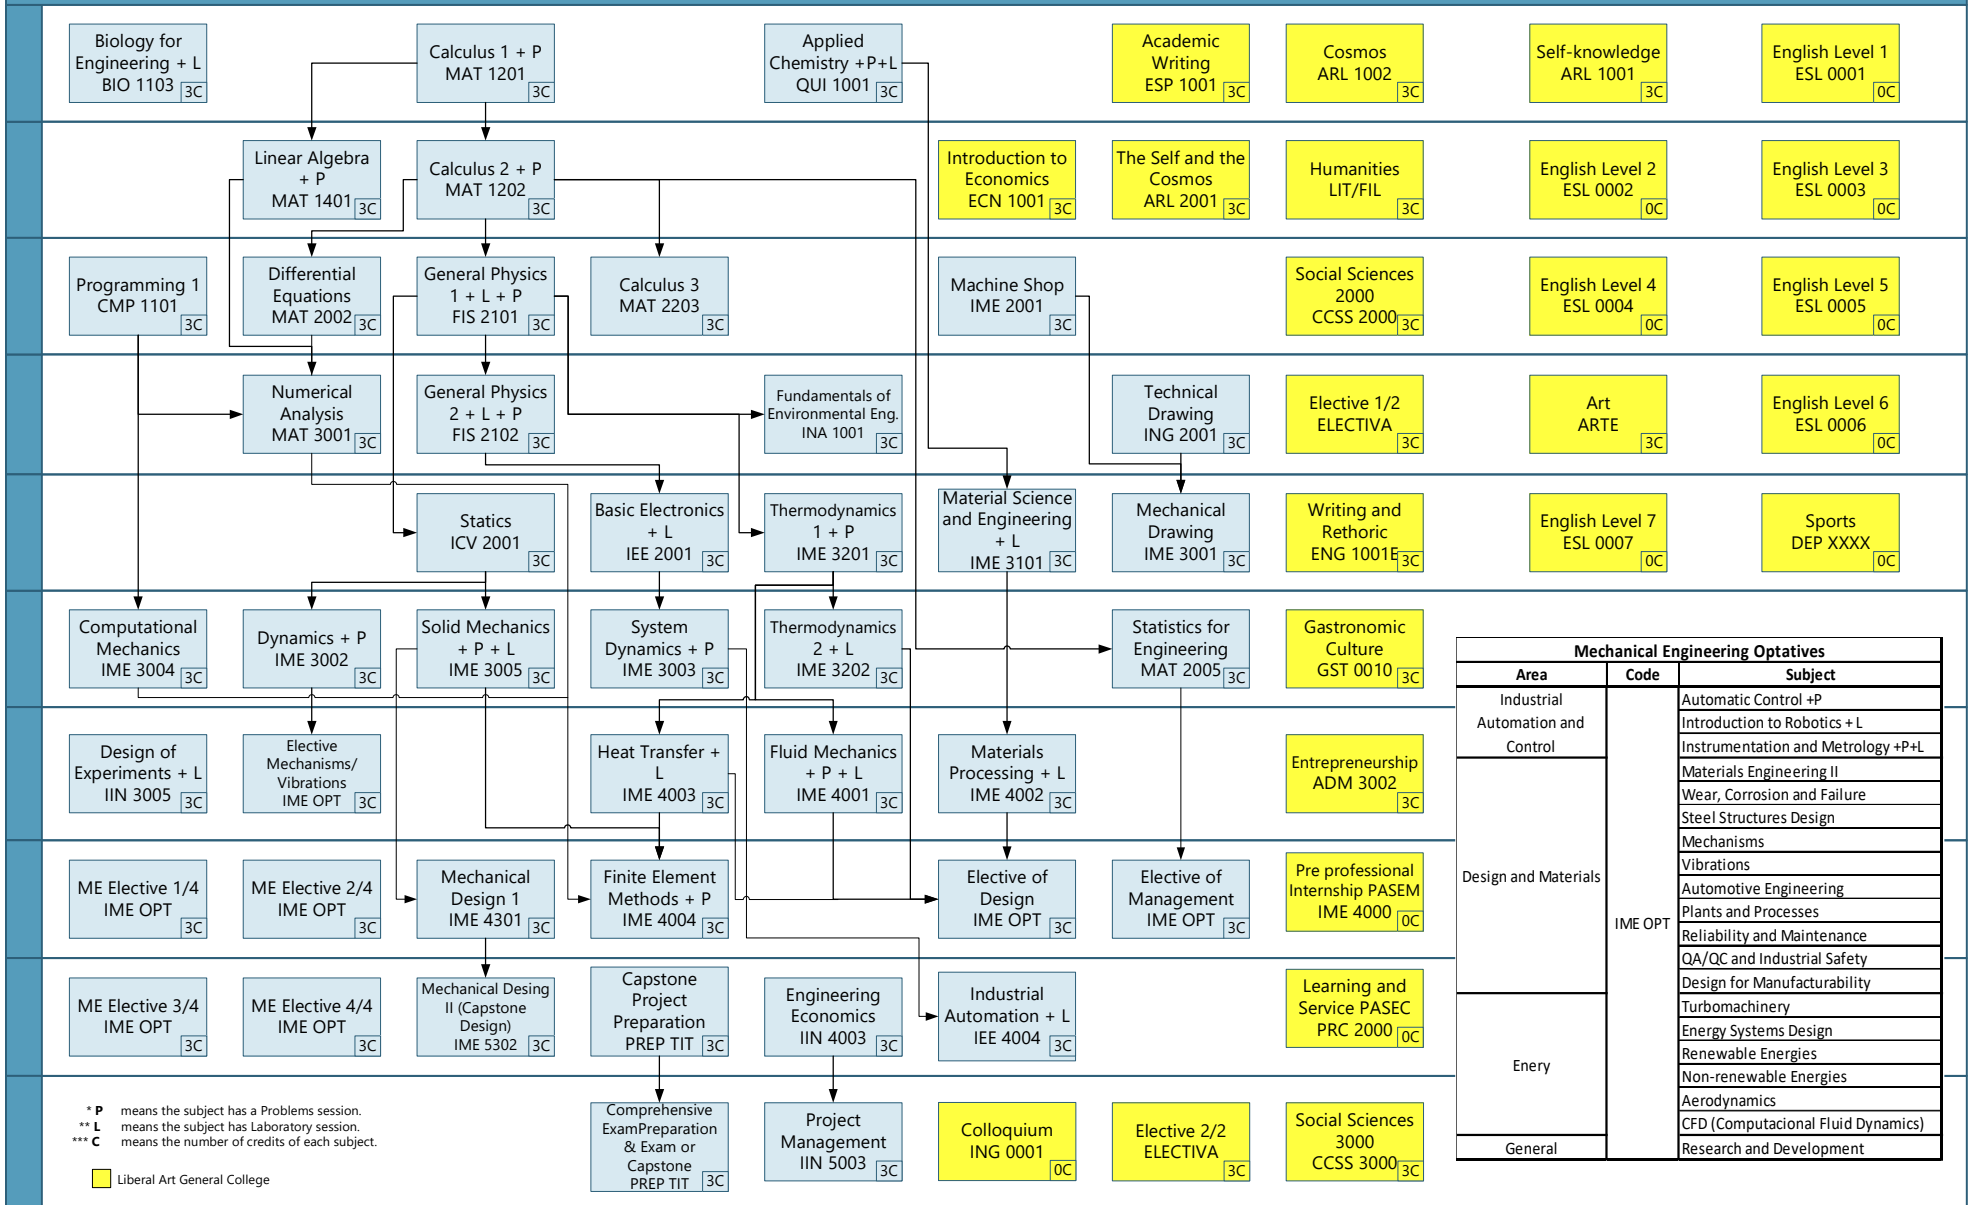 Biology for
Engineering + L
BIO 1103
3C
Calculus 1 + P
MAT 1201
3C
Applied
Chemistry +P+L
QUI 1001
3C
Academic
Writing
ESP 1001
3C
Cosmos
ARL 1002
3C
Self-knowledge
ARL 1001
3C
English Level 1
ESL 0001
0C
Linear Algebra
+ P
MAT 1401
3C
Calculus 2 + P
MAT 1202
3C
Introduction to
Economics
ECN 1001
3C
The Self and the
Cosmos
ARL 2001
3C
Humanities
LIT/FIL
3C
English Level 2
ESL 0002
0C
English Level 3
ESL 0003
0C
Programming 1
CMP 1101
3C
Differential
Equations
MAT 2002
3C
General Physics
1 + L + P
FIS 2101
3C
Calculus 3
MAT 2203
3C
Machine Shop
IME 2001
3C
Social Sciences
2000
CCSS 2000
3C
English Level 4
ESL 0004
0C
English Level 5
ESL 0005
0C
Numerical
Analysis
MAT 3001
3C
General Physics
2 + L + P
FIS 2102
3C
Fundamentals of
Environmental Eng.
INA 1001
3C
Technical
Drawing
ING 2001
3C
Elective 1/2
ELECTIVA
3C
Art
ARTE
3C
English Level 6
ESL 0006
0C
Statics
ICV 2001
3C
Basic Electronics
+ L
IEE 2001
3C
Thermodynamics
1 + P
IME 3201
3C
Material Science
and Engineering
+ L
IME 3101
3C
Mechanical
Drawing
IME 3001
3C
Writing and
Rethoric
ENG 1001E
3C
English Level 7
ESL 0007
0C
Sports
DEP XXXX
0C
Computational
Mechanics
IME 3004
3C
Dynamics + P
IME 3002
3C
Solid Mechanics
+ P + L
IME 3005
3C
System
Dynamics + P
IME 3003
3C
Thermodynamics
2 + L
IME 3202
3C
Statistics for
Engineering
MAT 2005
3C
Gastronomic
Culture
GST 0010
3C
Design of
Experiments + L
IIN 3005
3C
Elective
Mechanisms/
Vibrations
IME OPT
3C
Heat Transfer +
L
IME 4003
3C
Fluid Mechanics
+ P + L
IME 4001
3C
Materials
Processing + L
IME 4002
3C
Entrepreneurship
ADM 3002
3C
ME Elective 1/4
IME OPT
3C
ME Elective 2/4
IME OPT
3C
Mechanical
Design 1
IME 4301
3C
Finite Element
Methods + P
IME 4004
3C
Elective of
Design
IME OPT
3C
Elective of
Management
IME OPT
3C
Pre professional
Internship PASEM
IME 4000
0C
ME Elective 3/4
IME OPT
3C
ME Elective 4/4
IME OPT
3C
Mechanical Desing
II (Capstone
Design)
IME 5302
3C
Capstone
Project
Preparation
PREP TIT
3C
Engineering
Economics
IIN 4003
3C
Industrial
Automation + L
IEE 4004
3C
Learning and
Service PASEC
PRC 2000
0C
Comprehensive
ExamPreparation
& Exam or
Capstone
PREP TIT
3C
Project
Management
IIN 5003
3C
Colloquium
ING 0001
0C
Elective 2/2
ELECTIVA
3C
Social Sciences
3000
CCSS 3000
3C
* P means the subject has a Problems session.
** L means the subject has Laboratory session.
*** C means the number of credits of each subject.
Liberal Art General College
Mechanical Engineering Optatives
Area Code Subject
Industrial
Automation and
Control
IME OPT
Automatic Control +P
Introduction to Robotics + L
Instrumentation and Metrology +P+L
Design and Materials
Materials Engineering II
Wear, Corrosion and Failure
Steel Structures Design
Mechanisms
Vibrations
Automotive Engineering
Plants and Processes
Reliability and Maintenance
QA/QC and Industrial Safety
Design for Manufacturability
Enery
Turbomachinery
Energy Systems Design
Renewable Energies
Non-renewable Energies
Aerodynamics
CFD (Computacional Fluid Dynamics)
General
Research and Development